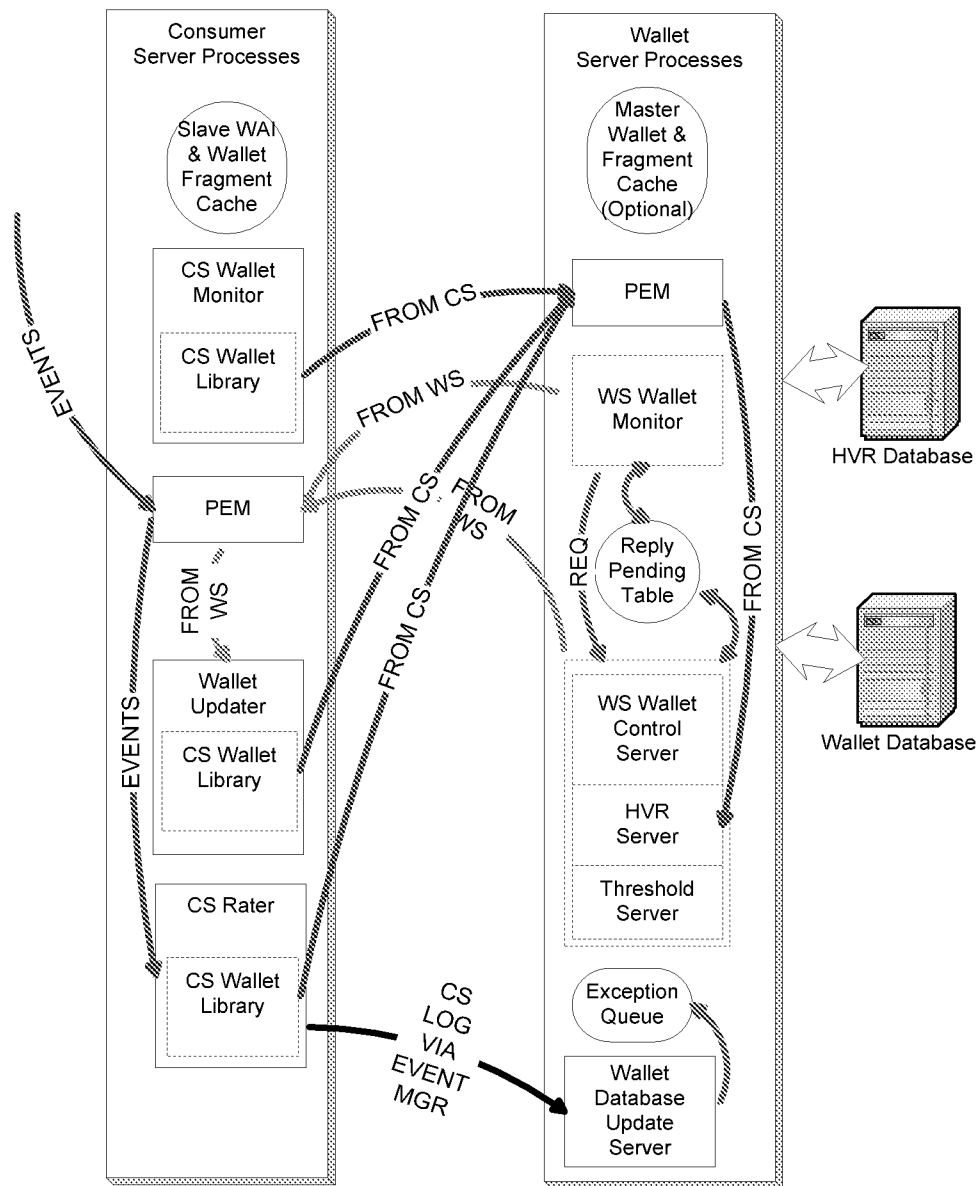 Consumer
Server Processes
Slave WAI
& Wallet
Fragment
Cache
CS Wallet
Monitor
CS Wallet
Library
EVENTS
PEM
FROM
WS
EVENTS
Wallet
Updater
CS Wallet
Library
CS Rater
CS Wallet
Library
FROM CS
FROM WS
FROM CS
FROM
WS
FROM CS
CS
LOG
VIA
EVENT
MGR
Wallet
Server Processes
Master
Wallet &
Fragment
Cache
(Optional)
PEM
WS Wallet
Monitor
REQ
Reply
Pending
Table
FROM CS
WS Wallet
Control
Server
HVR
Server
Threshold
Server
Exception
Queue
Wallet
Database
Update
Server
HVR Database
Wallet Database